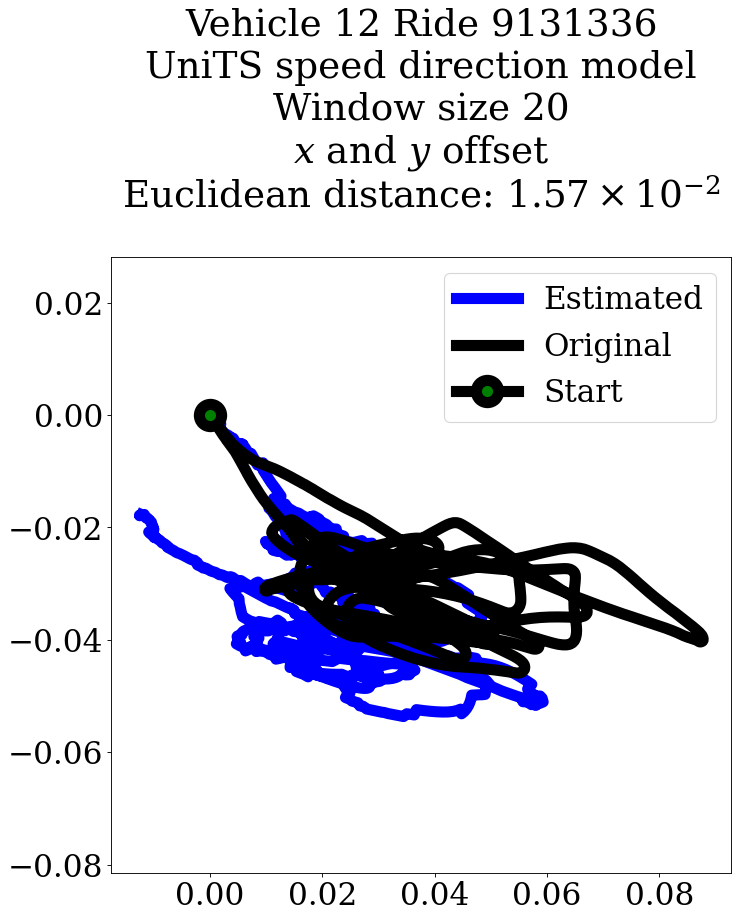 Vehicle 12 Ride 9131336
UniTS speed direction model
Window size 20
x and y offset
Euclidean distance: 1.57 × 10⁻²
Estimated
Original
Start
0.02
0.00
−0.02
−0.04
−0.06
−0.08
0.00 0.02 0.04 0.06 0.08